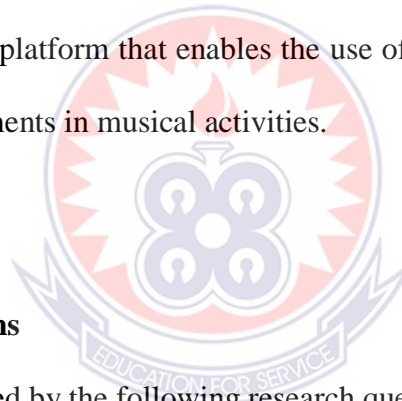 platform that enables the use of
ents in musical activities.
ns
EDUCATION FOR SERVICE
ed by the following research que